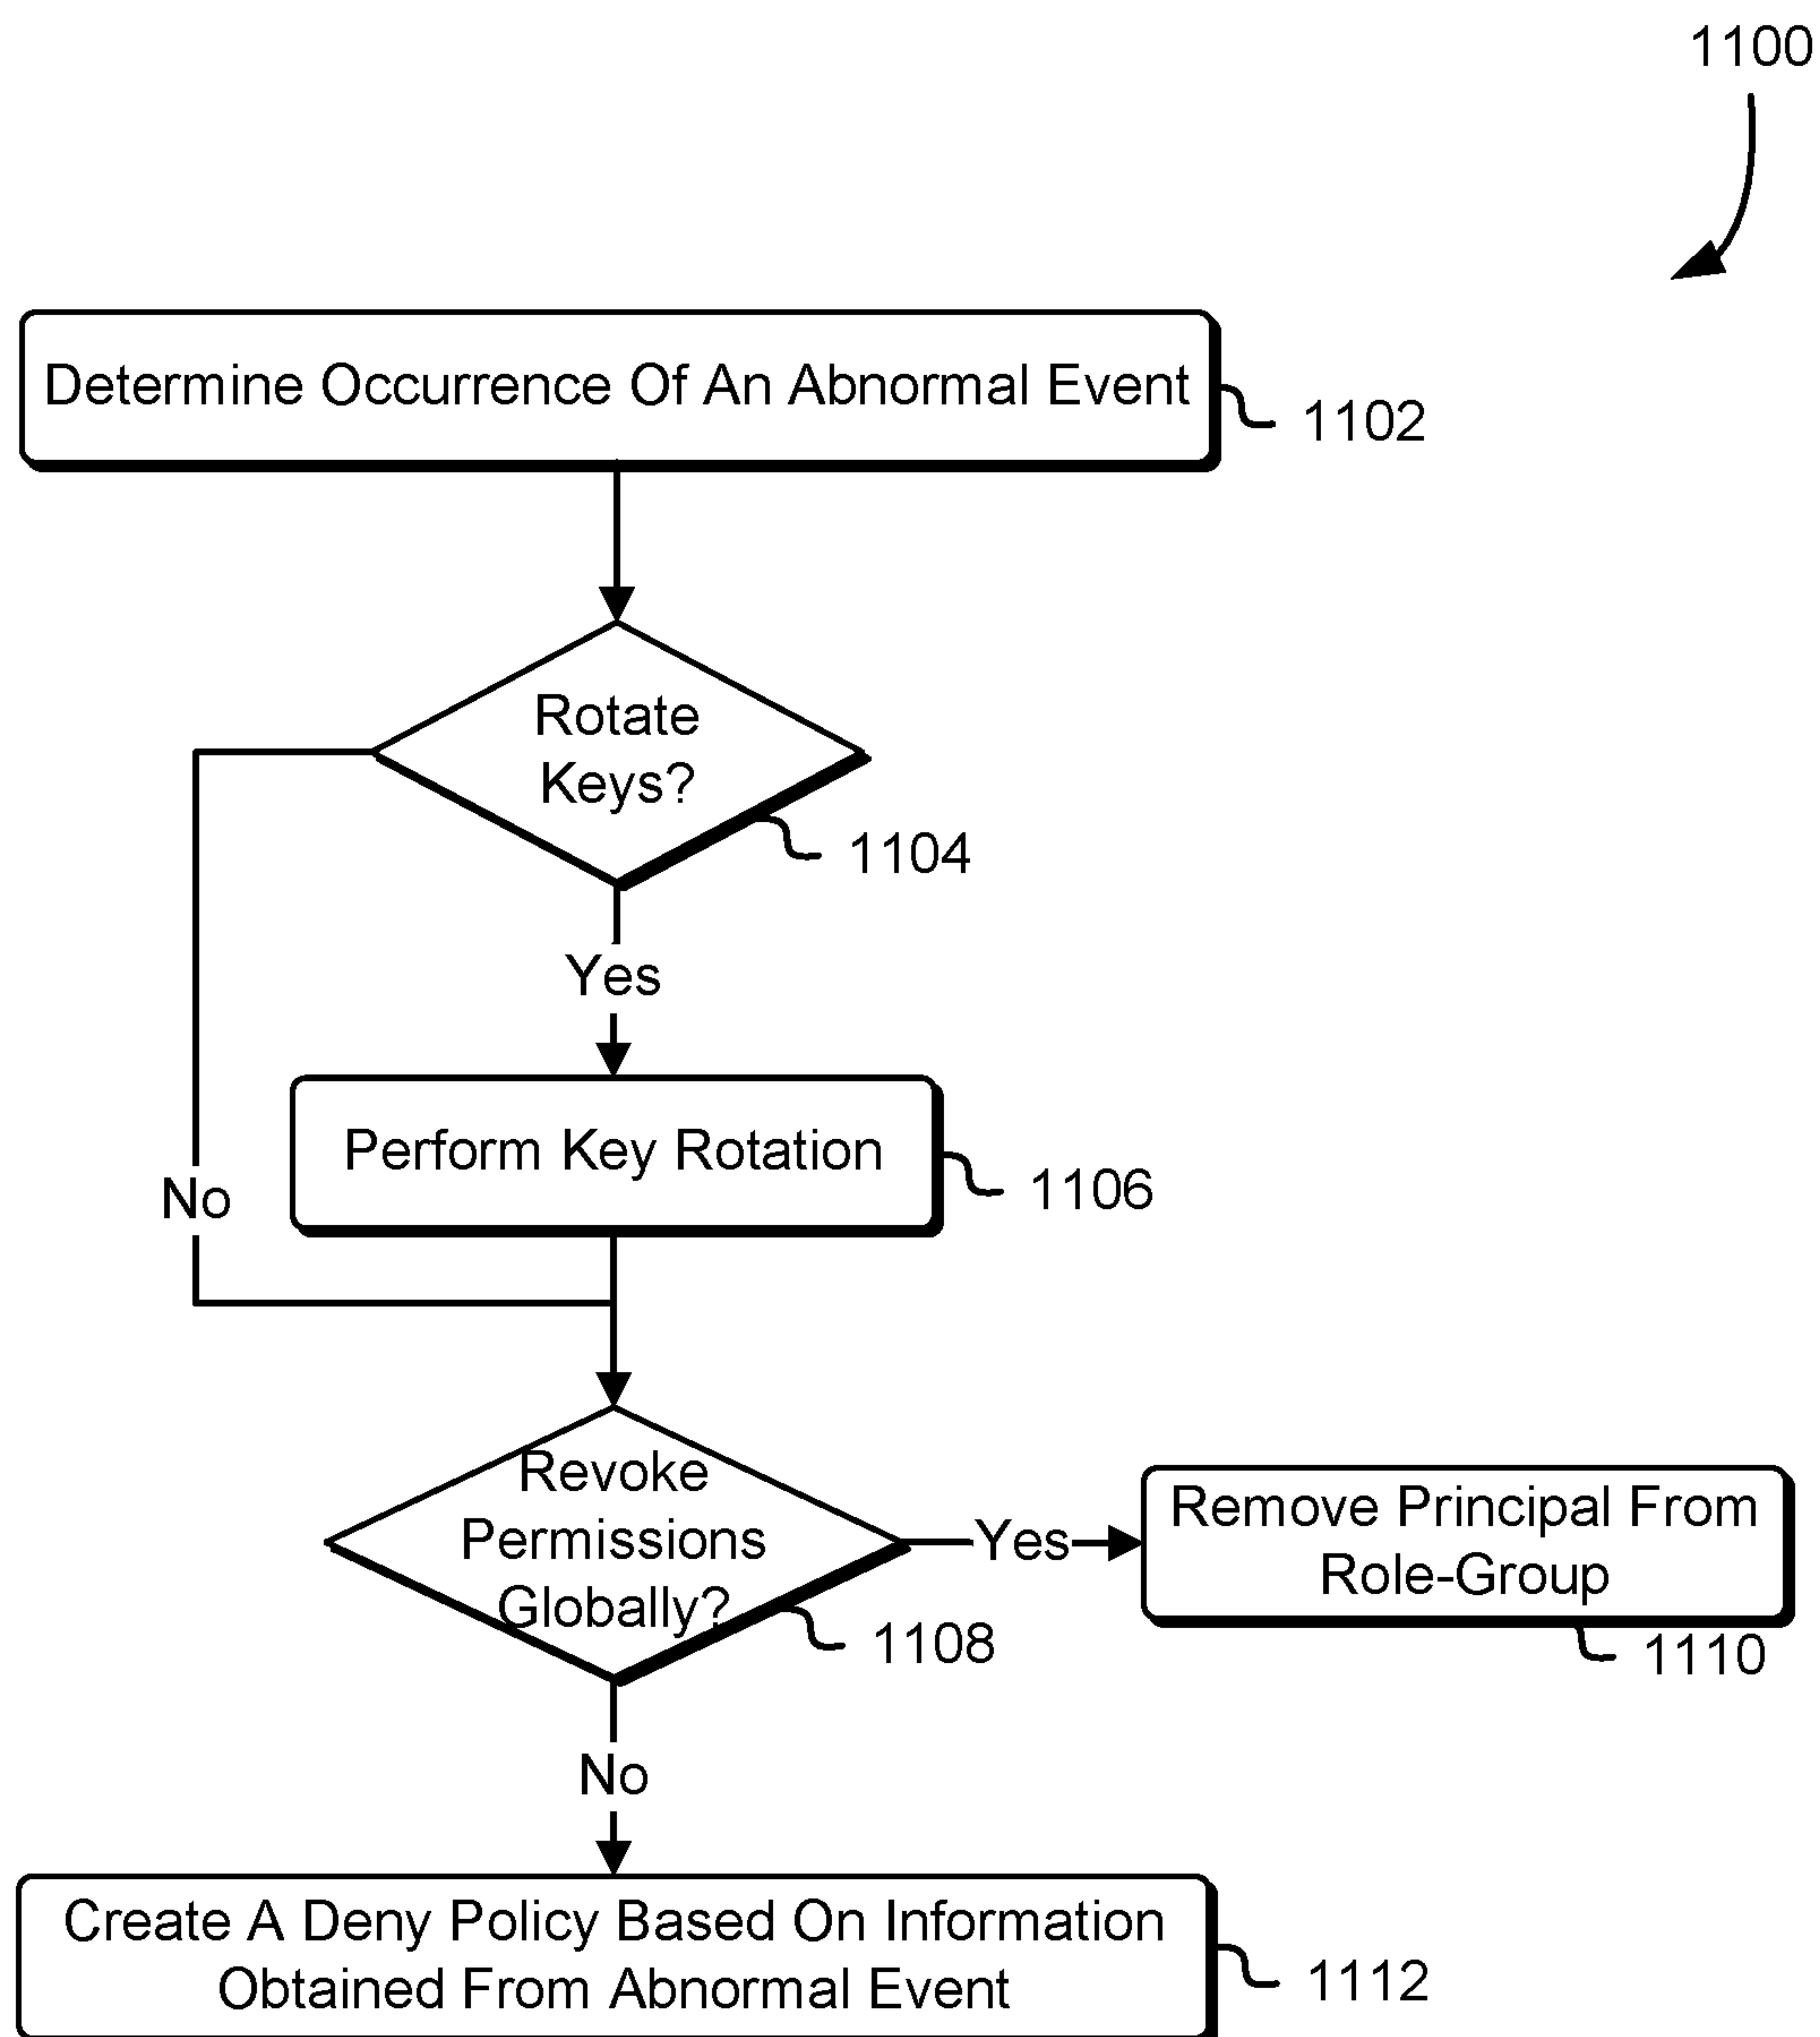 1100
Determine Occurrence Of An Abnormal Event
1102
Rotate
Keys?
1104
Yes
Perform Key Rotation
1106
No
Revoke
Permissions
Globally?
1108
Yes
Remove Principal From
Role-Group
1110
No
Create A Deny Policy Based On Information
Obtained From Abnormal Event
1112